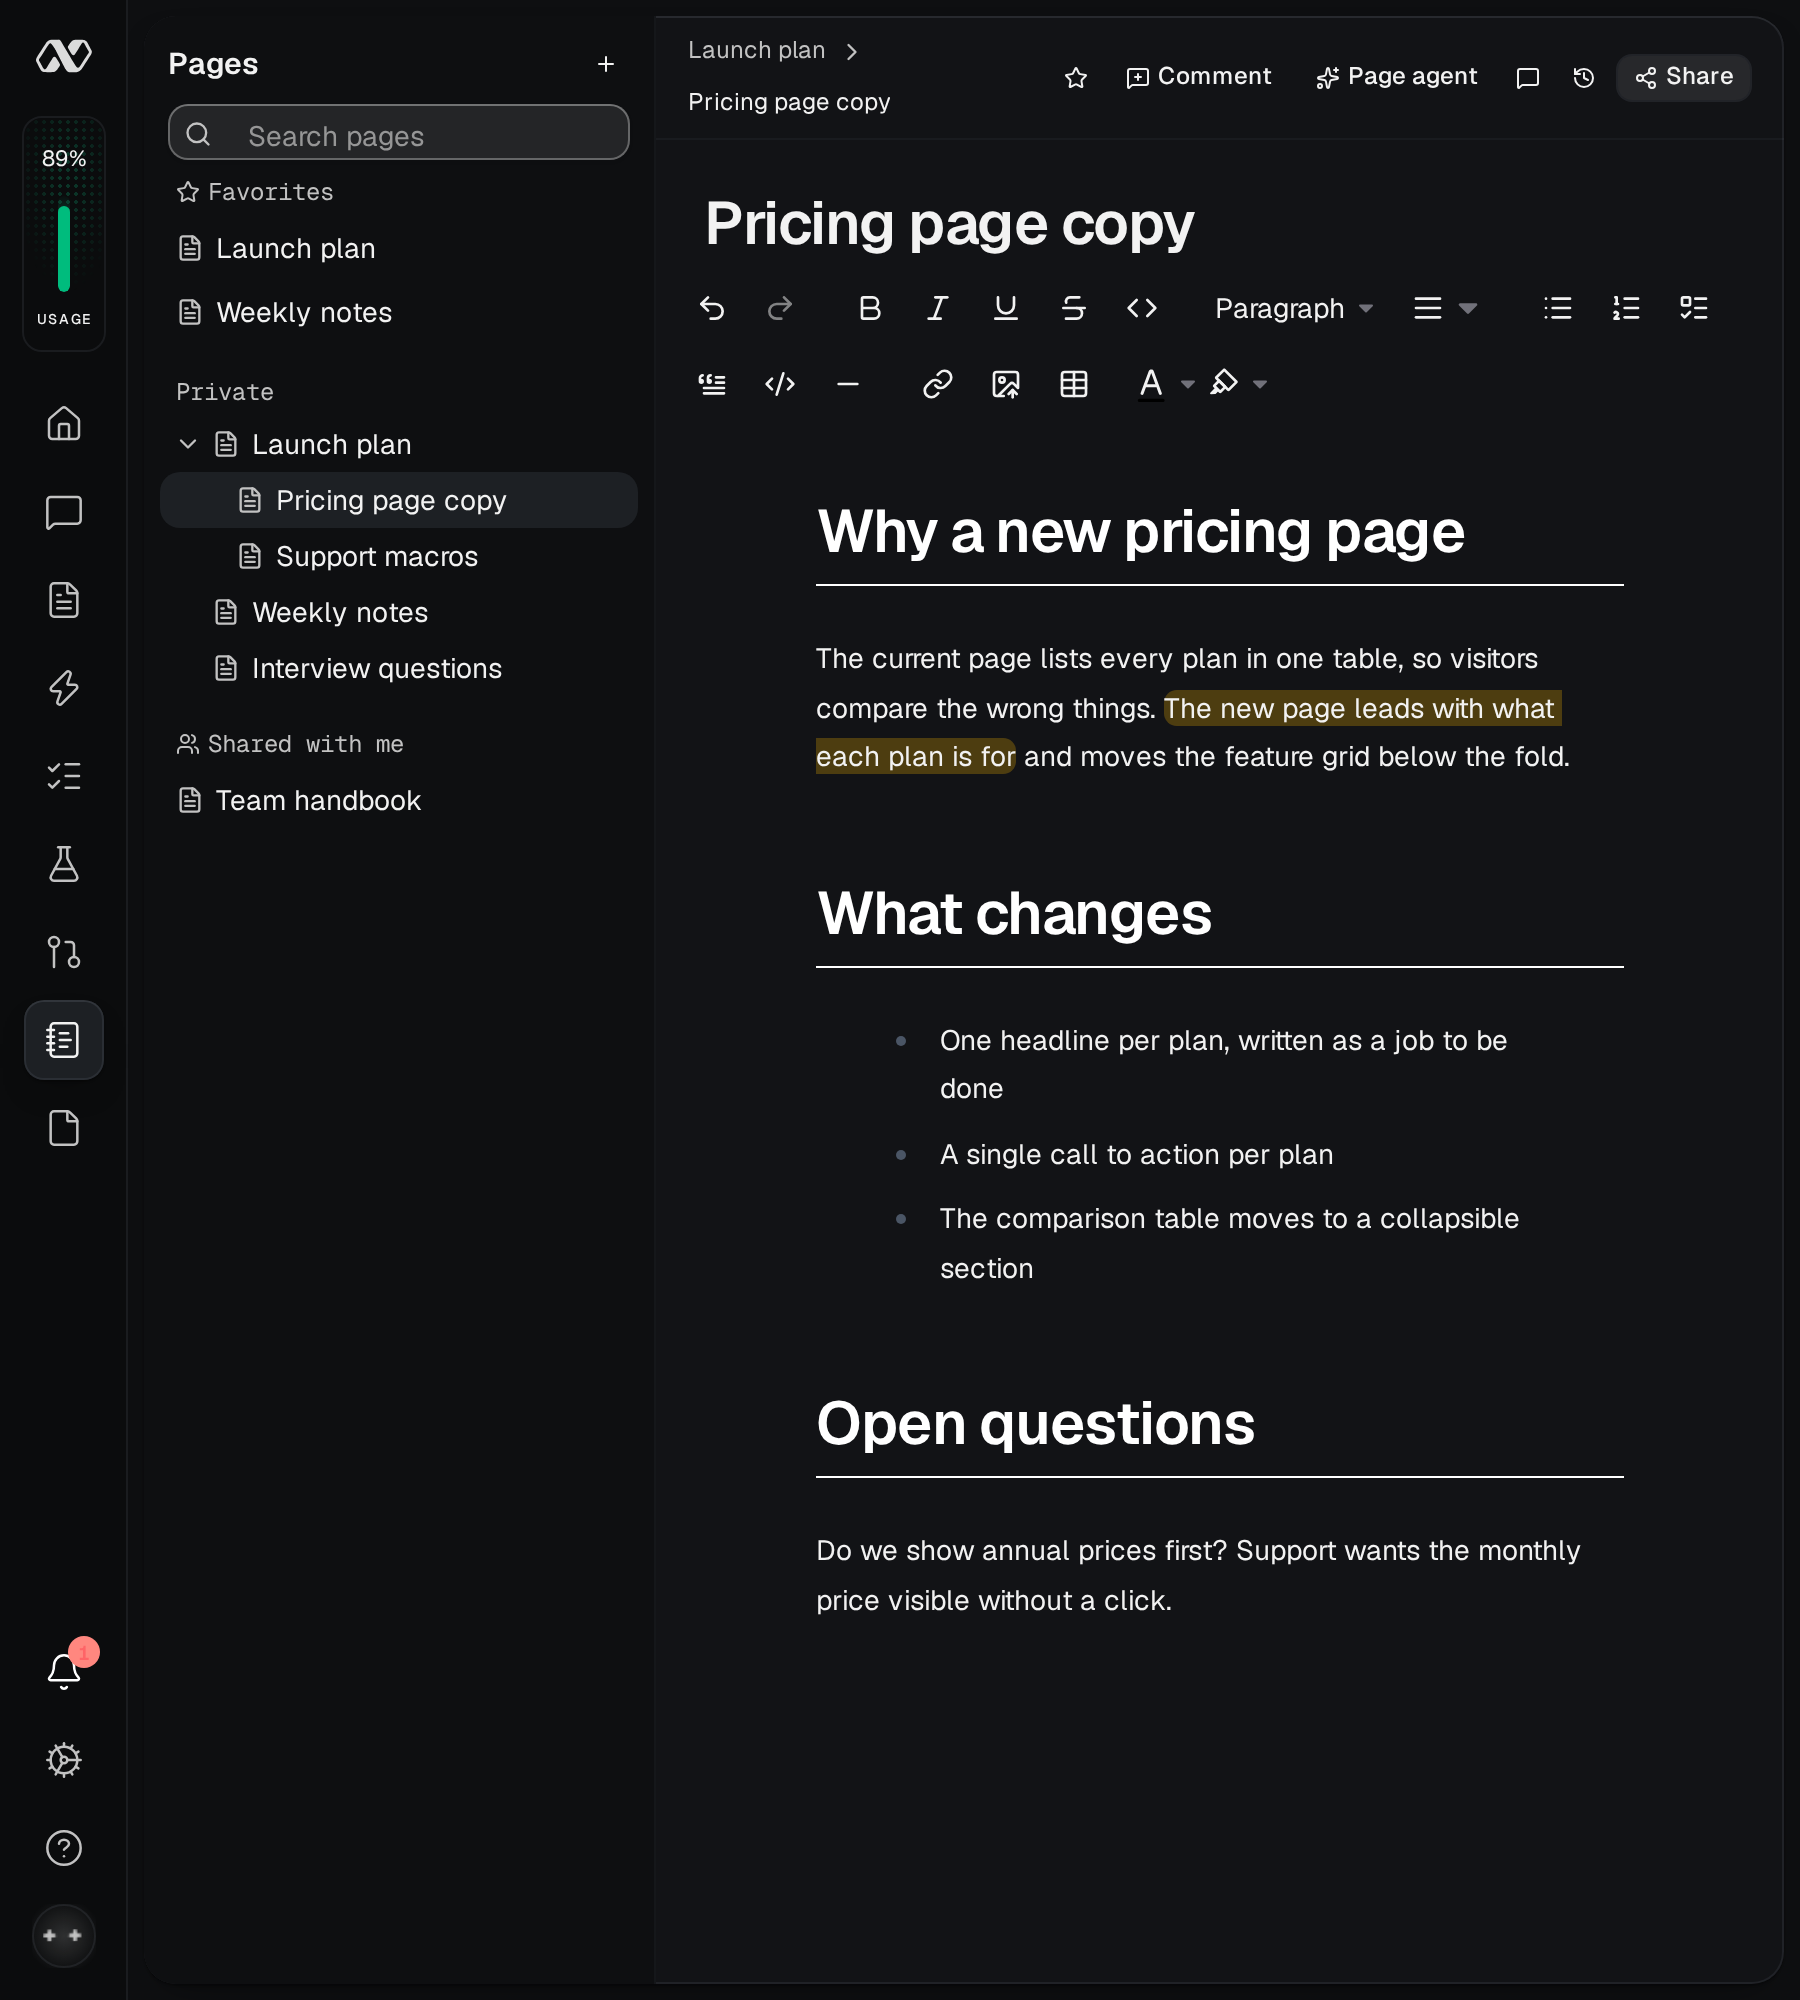 89%
USAGE
1
Pages
Search pages
Favorites
Launch plan
Weekly notes
Private
Launch plan
Pricing page copy
Support macros
Weekly notes
Interview questions
Shared with me
Team handbook
Launch plan
Pricing page copy
Comment
Page agent
Share
Pricing page copy
Paragraph
Why a new pricing page
The current page lists every plan in one table, so visitors
compare the wrong things. The new page leads with what
each plan is for and moves the feature grid below the fold.
What changes
One headline per plan, written as a job to be
done
A single call to action per plan
The comparison table moves to a collapsible
section
Open questions
Do we show annual prices first? Support wants the monthly
price visible without a click.